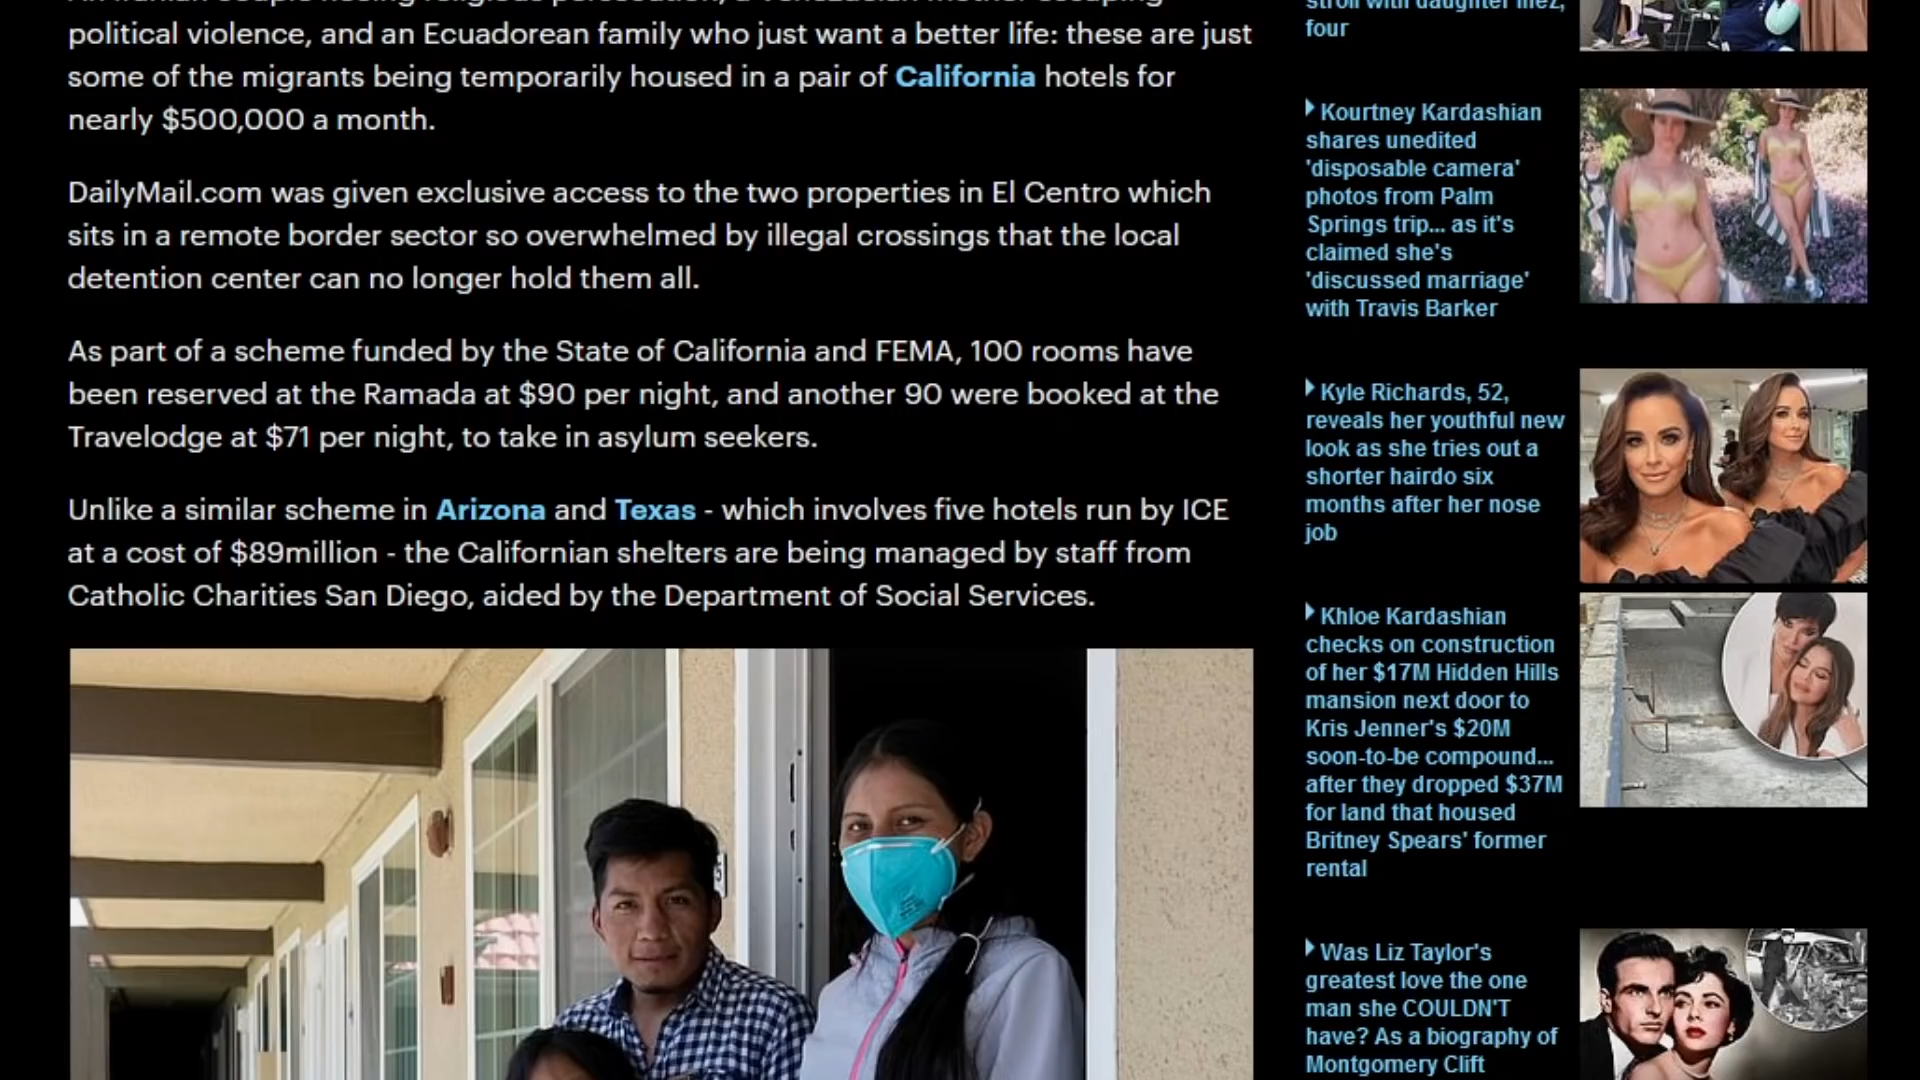 political violence, and an Ecuadorean family who just want a better life: these are just
some of the migrants being temporarily housed in a pair of California hotels for
nearly $500,000 a month.
DailyMail.com was given exclusive access to the two properties in El Centro which
sits in a remote border sector so overwhelmed by illegal crossings that the local
detention center can no longer hold them all.
As part of a scheme funded by the State of California and FEMA, 100 rooms have
been reserved at the Ramada at $90 per night, and another 90 were booked at the
Travelodge at $71 per night, to take in asylum seekers.
Unlike a similar scheme in Arizona and Texas - which involves five hotels run by ICE
at a cost of $89million - the Californian shelters are being managed by staff from
Catholic Charities San Diego, aided by the Department of Social Services.
stroll with daughter Inez,
four
Kourtney Kardashian
shares unedited
'disposable camera'
photos from Palm
Springs trip... as it's
claimed she's
'discussed marriage'
with Travis Barker
Kyle Richards, 52,
reveals her youthful new
look as she tries out a
shorter hairdo six
months after her nose
job
Khloe Kardashian
checks on construction
of her $17M Hidden Hills
mansion next door to
Kris Jenner's $20M
soon-to-be compound...
after they dropped $37M
for land that housed
Britney Spears' former
rental
Was Liz Taylor's
greatest love the one
man she COULDN'T
have? As a biography of
Montgomery Clift